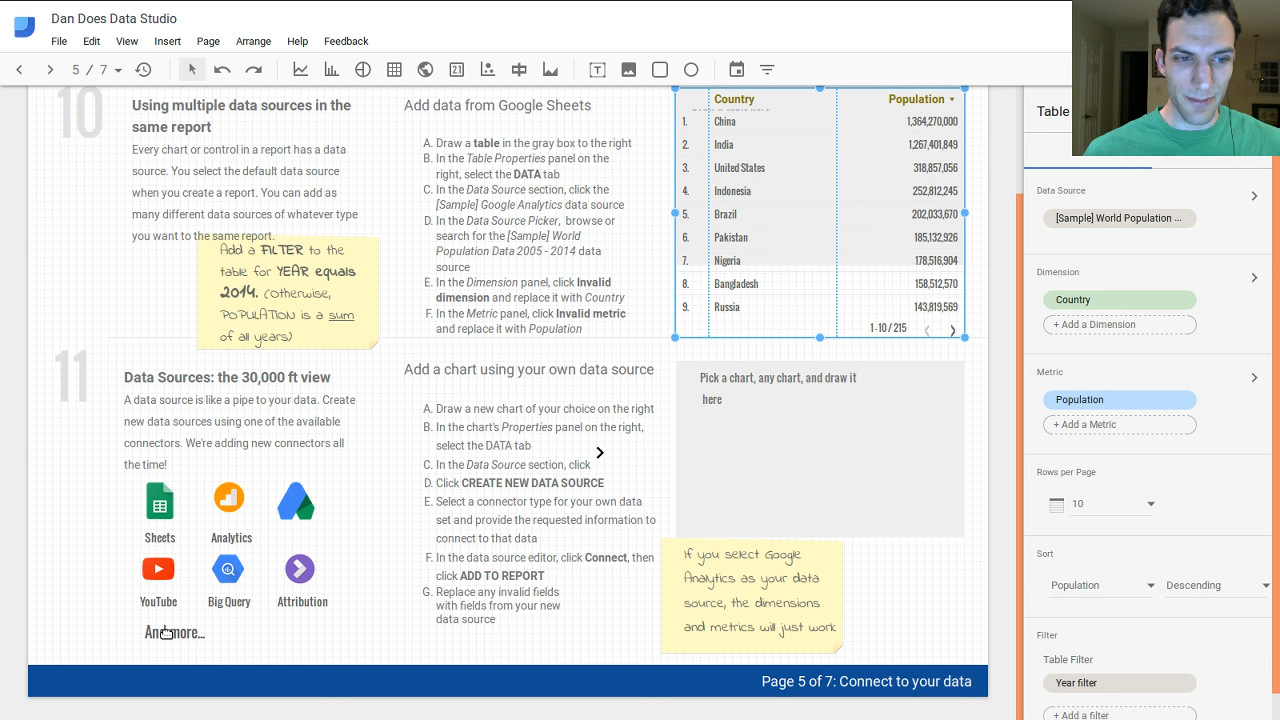 Dan Does Data Studio
File Edit View Insert Page Arrange Help Feedback
5 / 7
10
Using multiple data sources in the
same report
Every chart or control in a report has a data
source. You select the default data source
when you create a report. You can add as
many different data sources of whatever type
you want to the same report.
Add a FILTER to the
table for YEAR equals
2014. (otherwise,
POPULATION is a sum
of all years)
Add data from Google Sheets
A. Draw a table in the gray box to the right
B. In the Table Properties panel on the
right, select the DATA tab
C. In the Data Source section, click the
[Sample] Google Analytics data source
D. In the Data Source Picker, browse or
search for the [Sample] World
Population Data 2005 - 2014 data
source
E. In the Dimension panel, click Invalid
dimension and replace it with Country
F. In the Metric panel, click Invalid metric
and replace it with Population
Country Population
1. China 1,364,270,000
2. India 1,267,401,849
3. United States 318,857,056
4. Indonesia 252,812,245
5. Brazil 202,033,670
6. Pakistan 185,132,926
7. Nigeria 178,516,904
8. Bangladesh 158,512,570
9. Russia 143,819,569
1-10 / 215
11
Data Sources: the 30,000 ft view
A data source is like a pipe to your data. Create
new data sources using one of the available
connectors. We're adding new connectors all
the time!
Sheets Analytics
YouTube Big Query Attribution
And more...
Add a chart using your own data source
A. Draw a new chart of your choice on the right
B. In the chart's Properties panel on the right,
select the DATA tab
C. In the Data Source section, click
D. Click CREATE NEW DATA SOURCE
E. Select a connector type for your own data
set and provide the requested information to
connect to that data
F. In the data source editor, click Connect, then
click ADD TO REPORT
G. Replace any invalid fields
with fields from your new
data source
Pick a chart, any chart, and draw it
here
If you select Google
Analytics as your data
source, the dimensions
and metrics will just work
Page 5 of 7: Connect to your data
Table
Data Source
[Sample] World Population ...
Dimension
Country
+ Add a Dimension
Metric
Population
+ Add a Metric
Rows per Page
10
Sort
Population Descending
Filter
Table Filter
Year filter
+ Add a filter